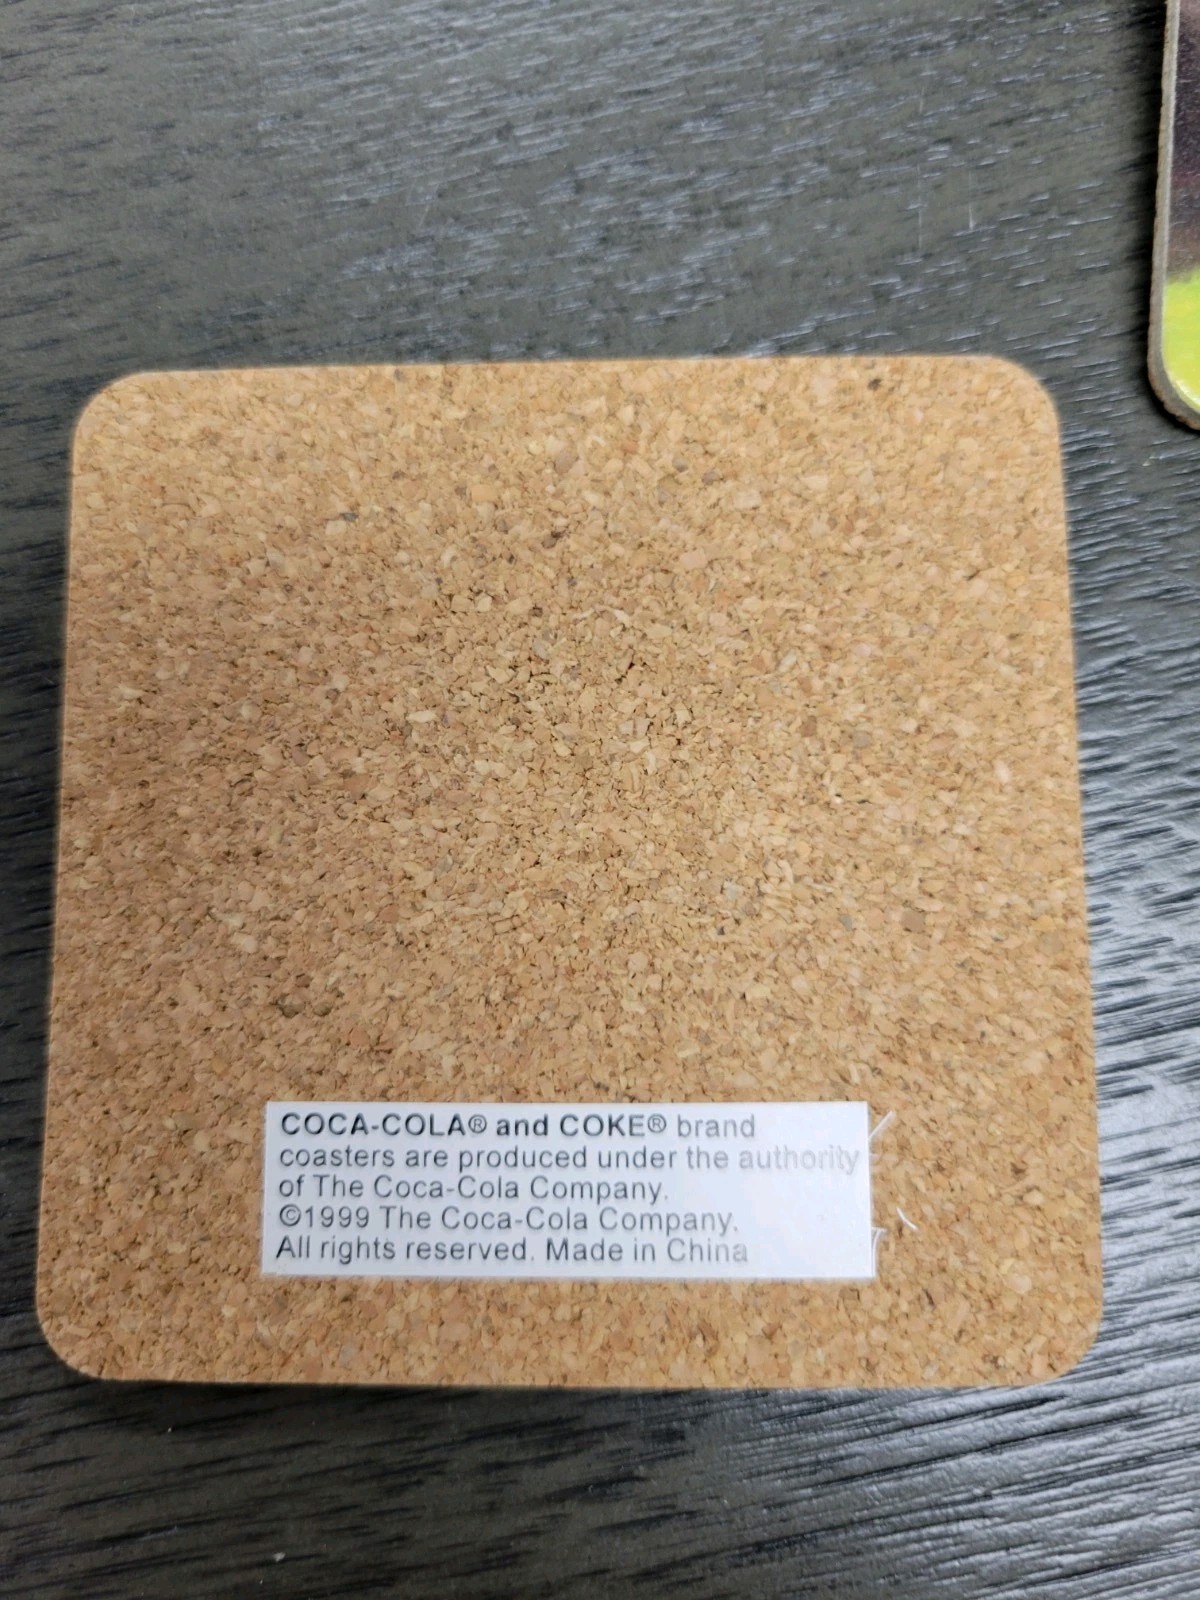 COCA-COLA® and COKE® brand
coasters are produced under the authority
of The Coca-Cola Company.
©1999 The Coca-Cola Company.
All rights reserved. Made in China